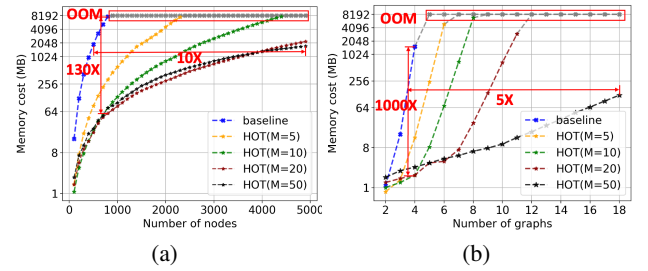 OOM
8192
4096
2048
1024
256
64
8
1
Memory cost (MB)
130X
10X
baseline
HOT(M=5)
HOT(M=10)
HOT(M=20)
HOT(M=50)
0
1000
2000
3000
4000
5000
Number of nodes
(a)
OOM
8192
4096
2048
1024
256
64
8
1
Memory cost (MB)
1000X
5X
baseline
HOT(M=5)
HOT(M=10)
HOT(M=20)
HOT(M=50)
2
4
6
8
10
12
14
16
18
Number of graphs
(b)